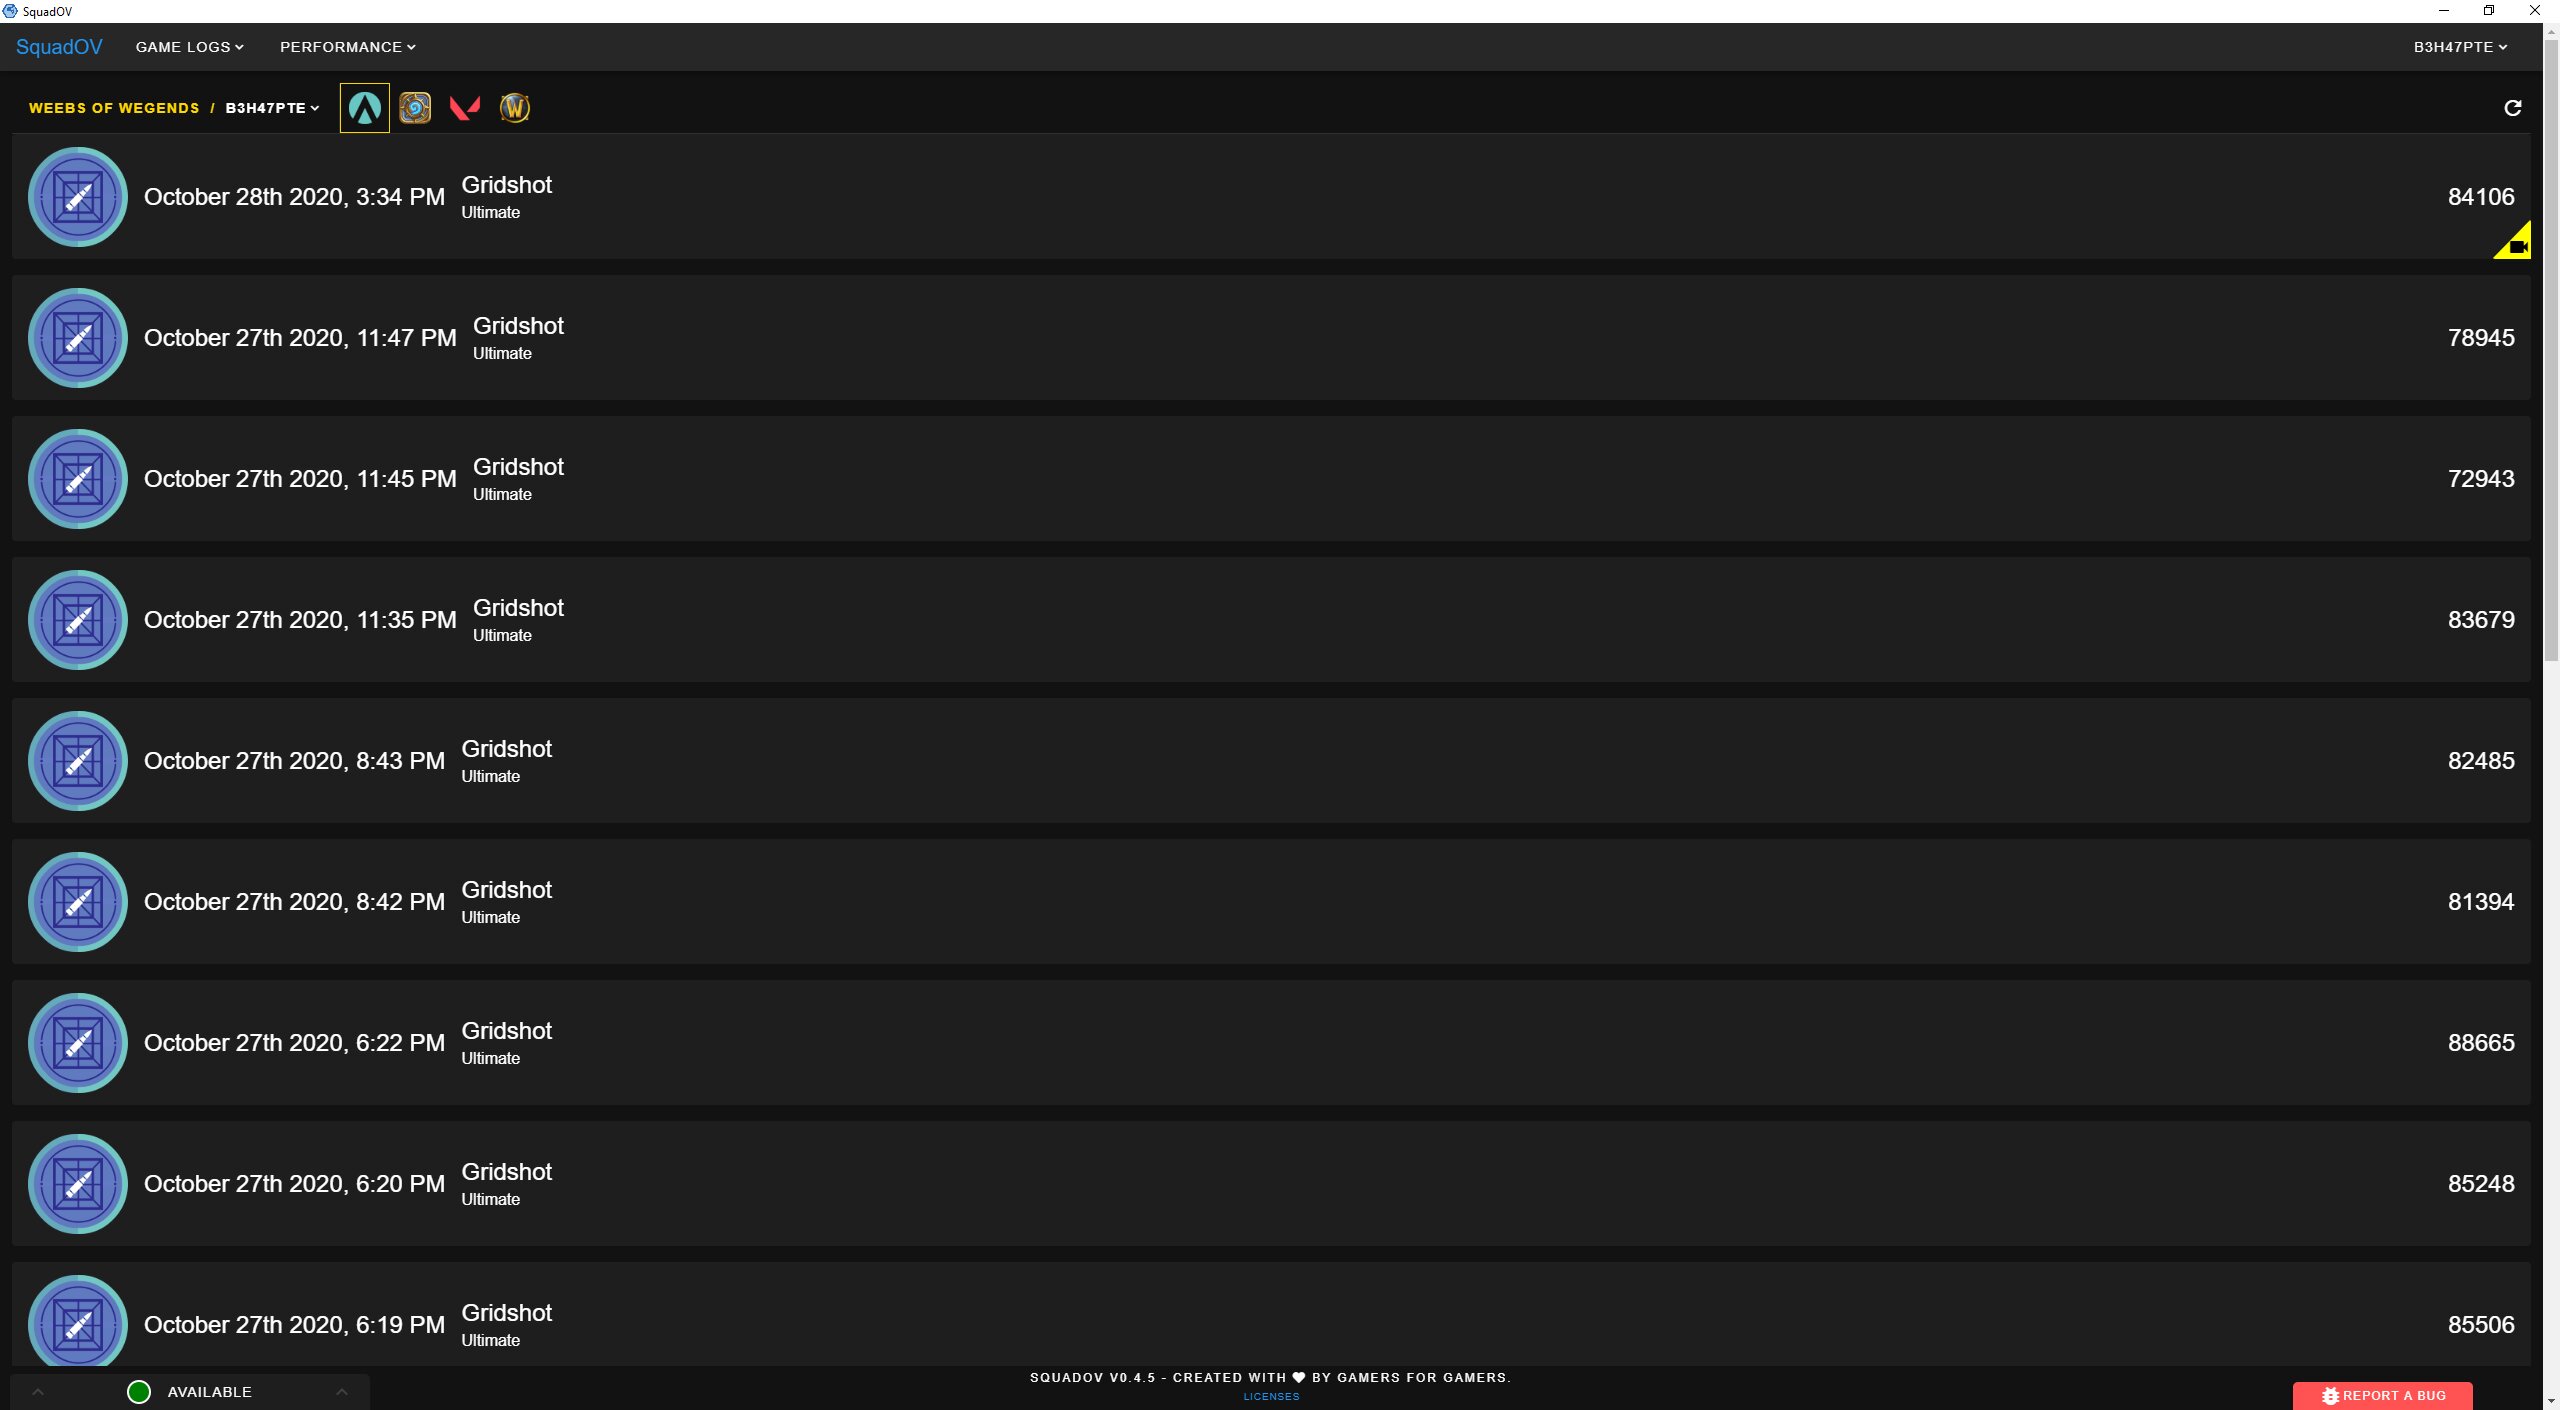 SquadOV
SquadOV GAME LOGS PERFORMANCE B3H47PTE
WEEBS OF WEGENDS / B3H47PTE
October 28th 2020, 3:34 PM Gridshot 84106
Ultimate
October 27th 2020, 11:47 PM Gridshot 78945
Ultimate
October 27th 2020, 11:45 PM Gridshot 72943
Ultimate
October 27th 2020, 11:35 PM Gridshot 83679
Ultimate
October 27th 2020, 8:43 PM Gridshot 82485
Ultimate
October 27th 2020, 8:42 PM Gridshot 81394
Ultimate
October 27th 2020, 6:22 PM Gridshot 88665
Ultimate
October 27th 2020, 6:20 PM Gridshot 85248
Ultimate
October 27th 2020, 6:19 PM Gridshot 85506
Ultimate
SQUADOV V0.4.5 - CREATED WITH ♥ BY GAMERS FOR GAMERS.
AVAILABLE LICENSES REPORT A BUG